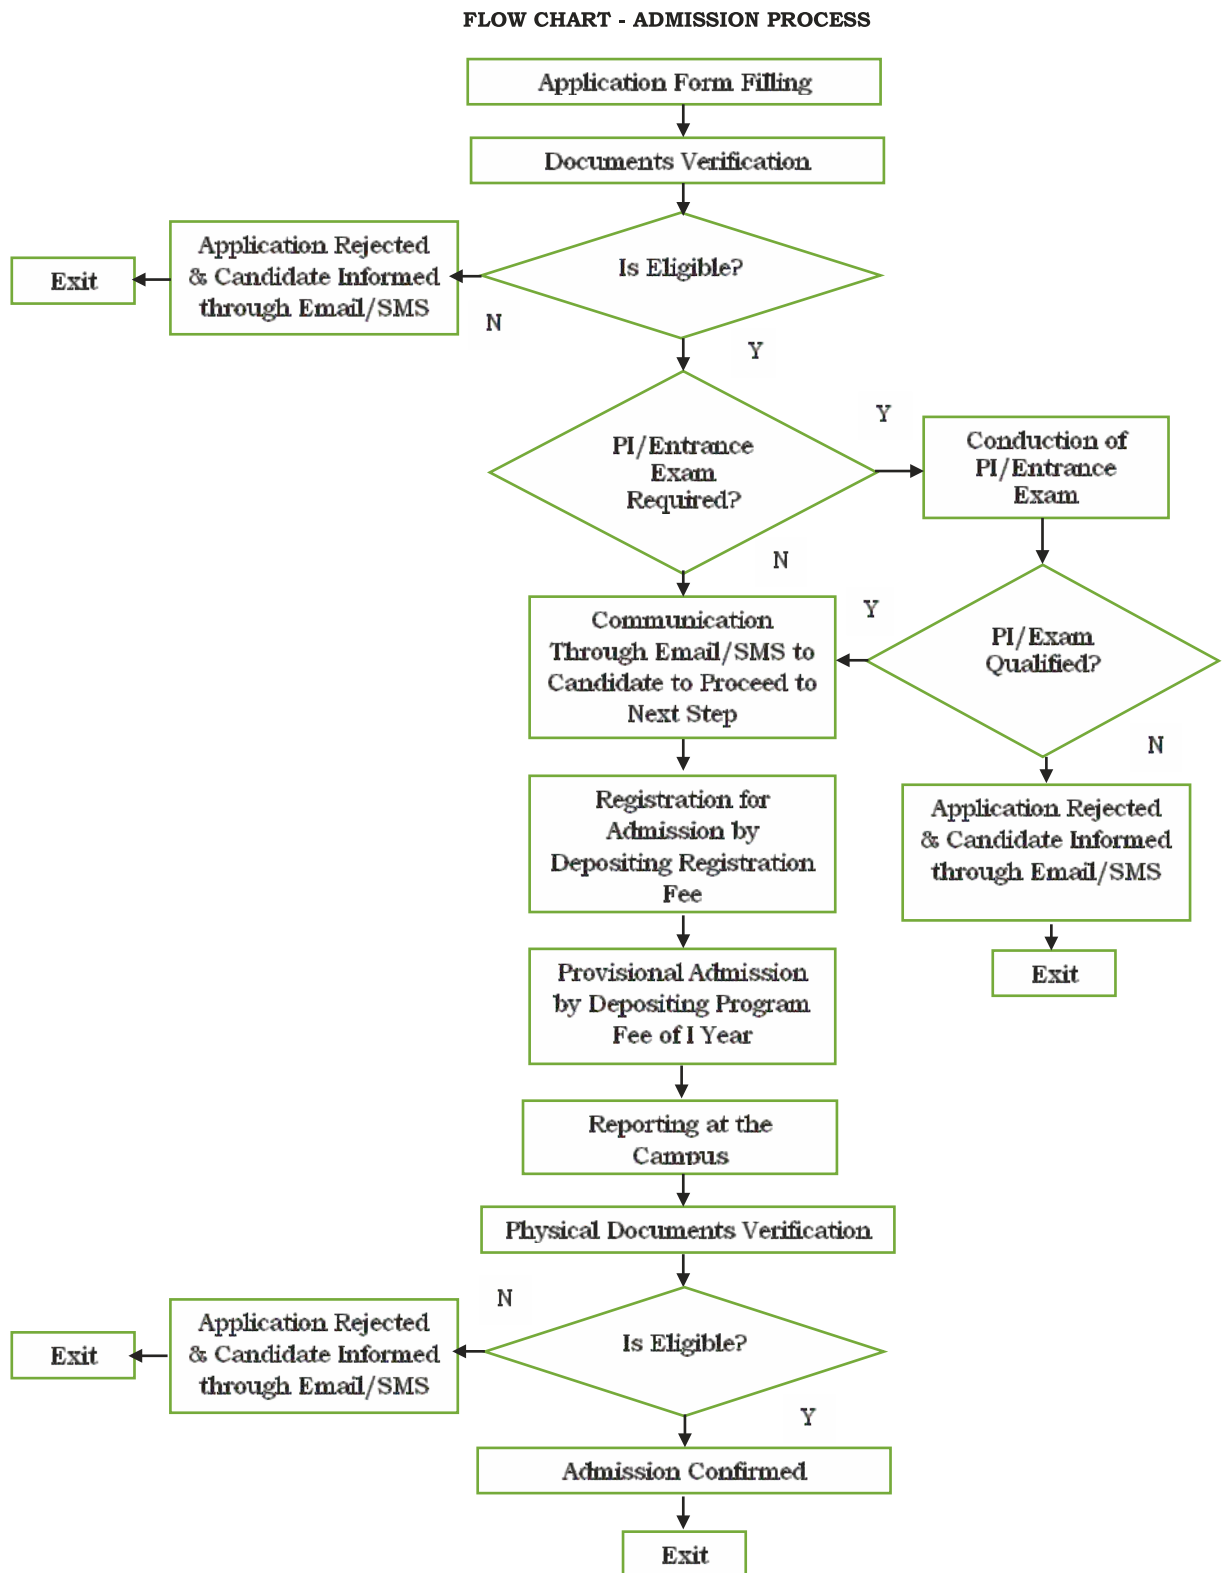 FLOW CHART - ADMISSION PROCESS
Application Form Filling
Documents Verification
Is Eligible?
Application Rejected
& Candidate Informed
through Email/SMS
Exit
N
Y
PI/Entrance
Exam
Required?
Y
Conduction of
PI/Entrance
Exam
N
PI/Exam
Qualified?
Y
Communication
Through Email/SMS to
Candidate to Proceed to
Next Step
N
Application Rejected
& Candidate Informed
through Email/SMS
Exit
Registration for
Admission by
Depositing Registration
Fee
Provisional Admission
by Depositing Program
Fee of I Year
Reporting at the
Campus
Physical Documents Verification
Is Eligible?
N
Application Rejected
& Candidate Informed
through Email/SMS
Exit
Y
Admission Confirmed
Exit